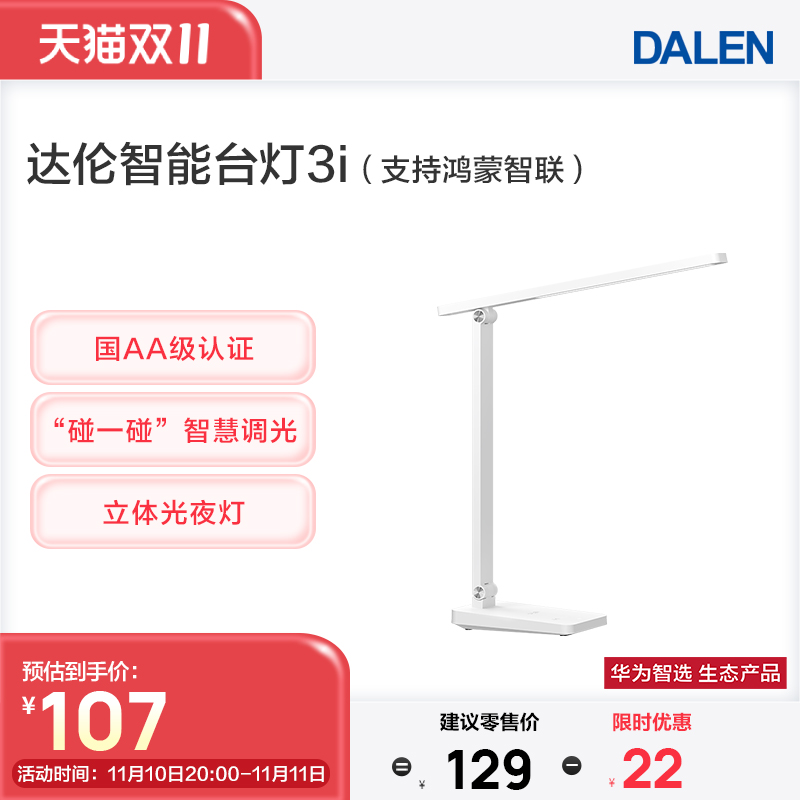 天猫双11
DALEN
达伦智能台灯3i（支持鸿蒙智联）
国AA级认证
“碰一碰”智慧调光
立体光夜灯
华为智选 生态产品
预估到手价：
¥107
活动时间：11月10日20:00-11月11日
建议零售价
= ¥129 -
限时优惠
¥22